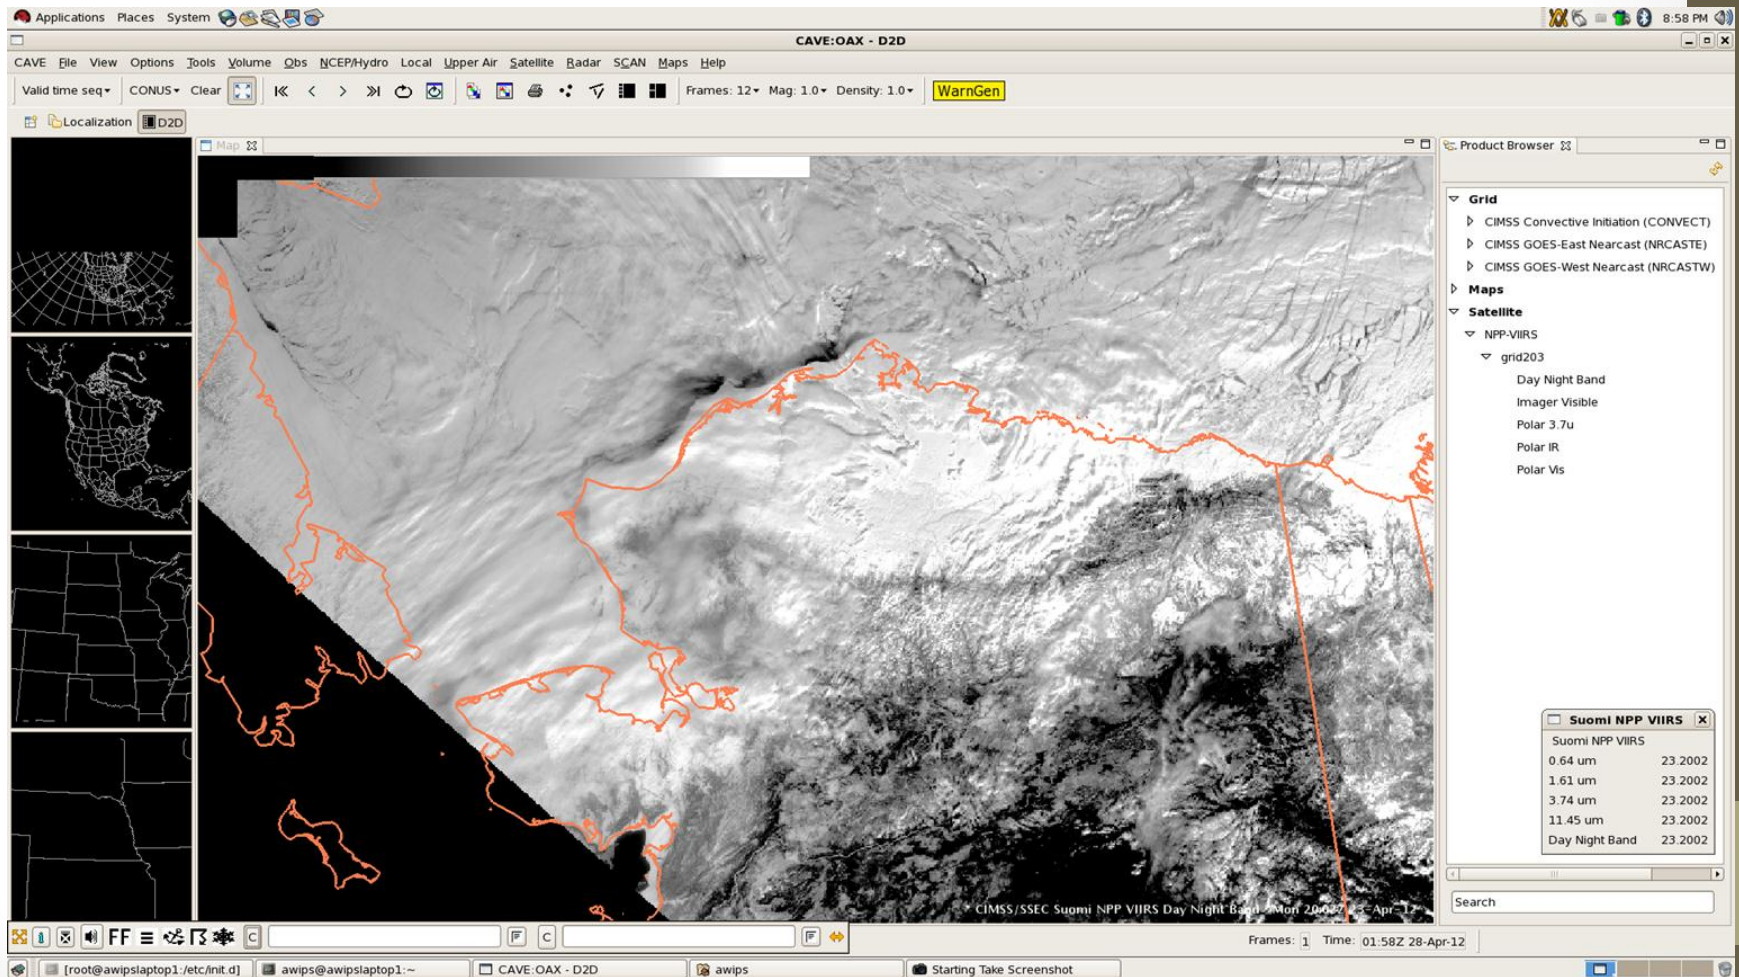 Applications Places System 8:58 PM
CAVE:OAX - D2D
CAVE File View Options Tools Volume Obs NCEP/Hydro Local Upper Air Satellite Radar SCAN Maps Help
Valid time seq CONUS Clear Frames: 12 Mag: 1.0 Density: 1.0 WarnGen
Localization D2D
Map
Product Browser
Grid
CIMSS Convective Initiation (CONVECT)
CIMSS GOES-East Nearcast (NRCASTE)
CIMSS GOES-West Nearcast (NRCASTW)
Maps
Satellite
NPP-VIIRS
grid203
Day Night Band
Imager Visible
Polar 3.7u
Polar IR
Polar Vis
Suomi NPP VIIRS
Suomi NPP VIIRS
0.64 um 23.2002
1.61 um 23.2002
3.74 um 23.2002
11.45 um 23.2002
Day Night Band 23.2002
Search
* CIMSS/SSEC Suomi NPP VIIRS Day Night Band Mon 23-Apr-12
FF C C
Frames: 1 Time: 01:58Z 28-Apr-12
[root@awipslaptop1:/etc/init.d] awips@awipslaptop1:~ CAVE:OAX - D2D awips Starting Take Screenshot